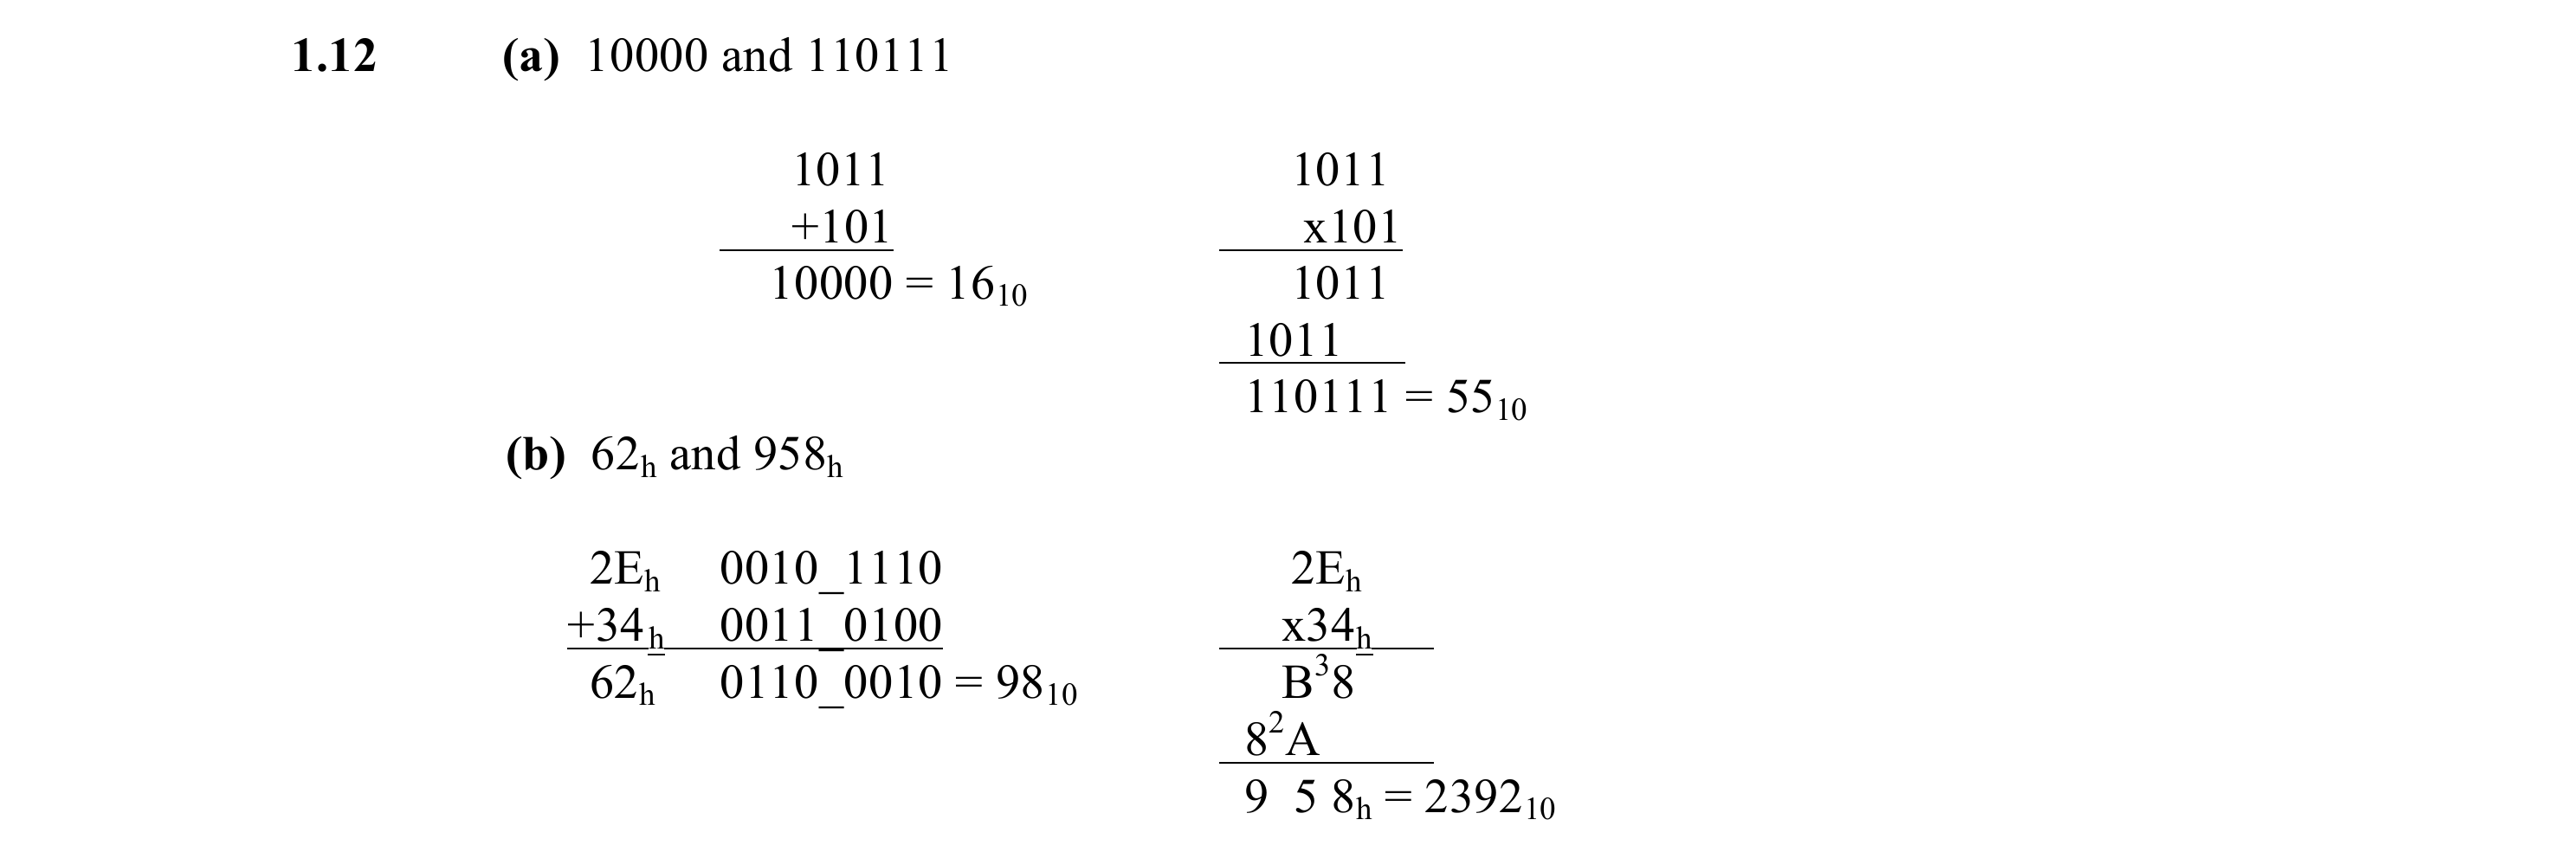 1.12 (a) 10000 and 110111
1011 1011
+101 x101
10000 = 16₁₀ 1011
1011
110111 = 55₁₀
(b) 62ₕ and 958ₕ
2Eₕ 0010_1110 2Eₕ
+34ₕ 0011_0100 x34ₕ
62ₕ 0110_0010 = 98₁₀ B³8
8²A
9 5 8ₕ = 2392₁₀